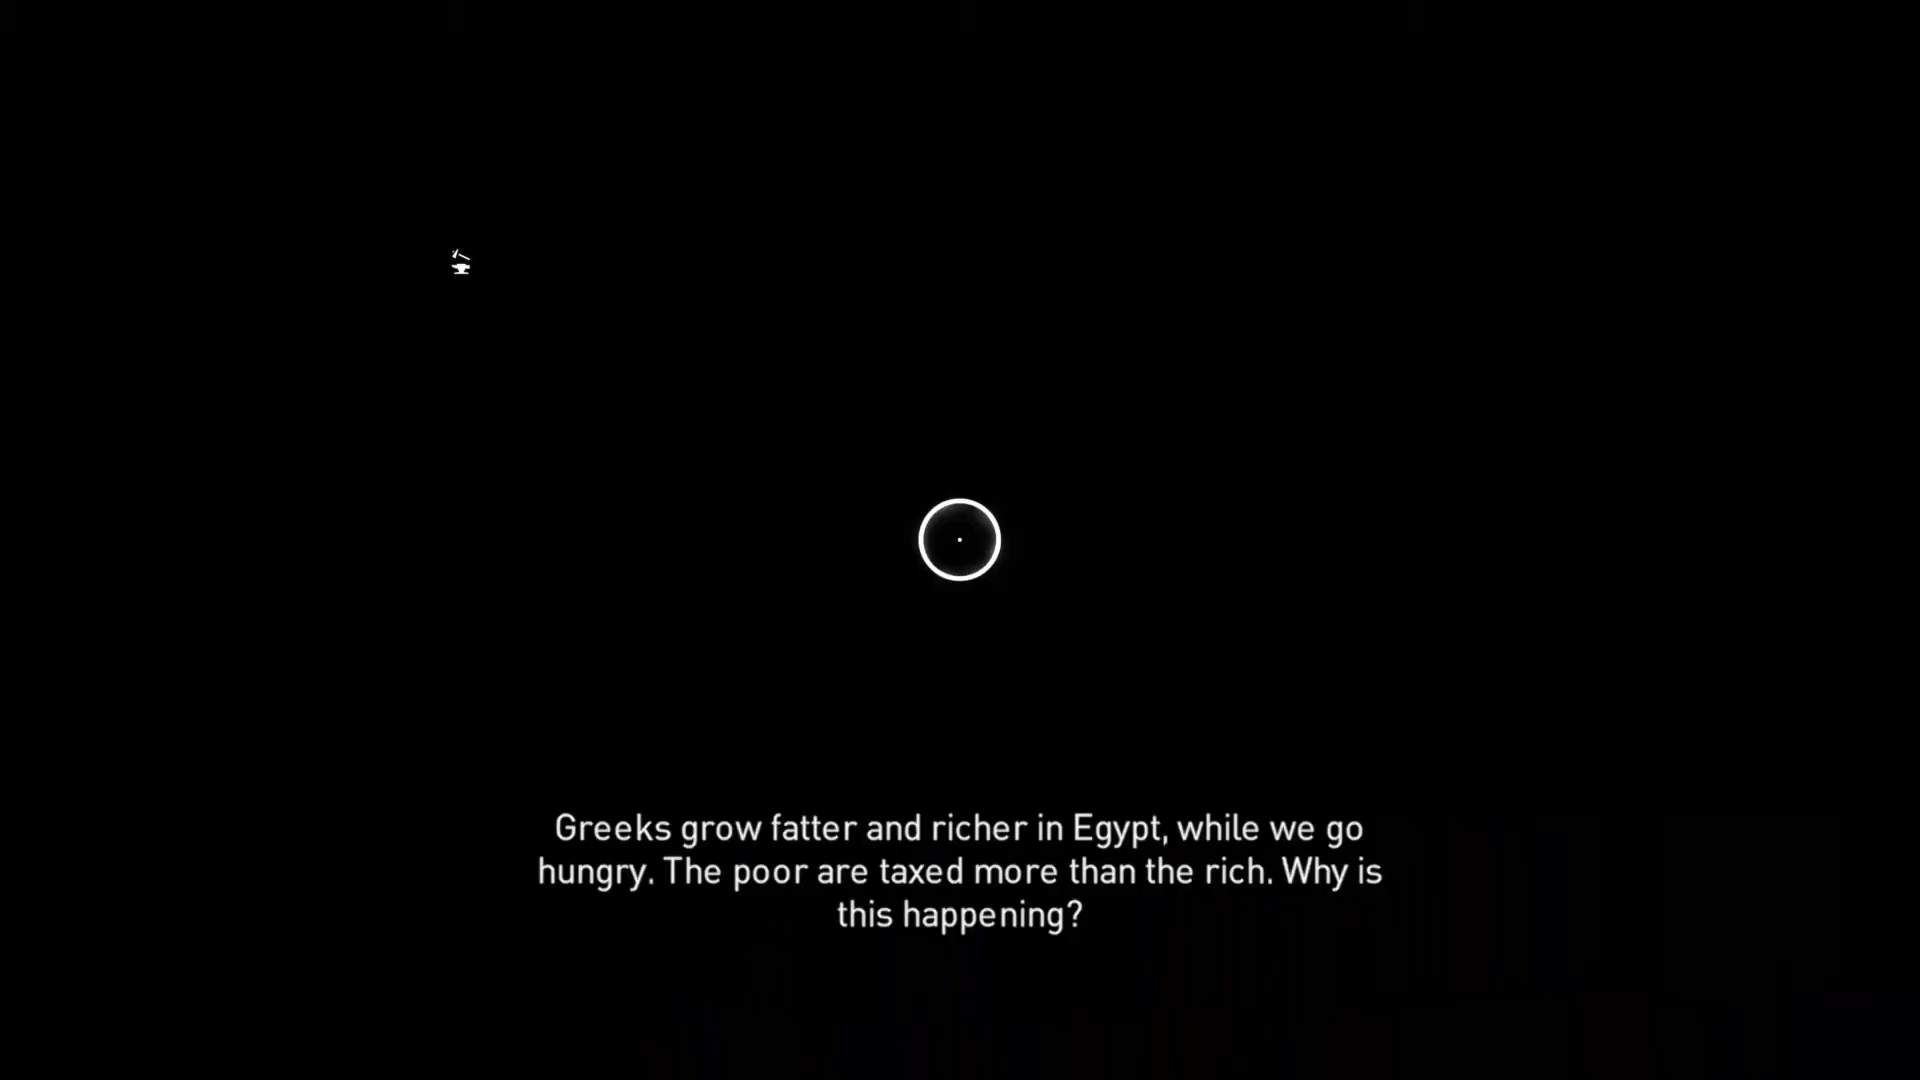 Greeks grow fatter and richer in Egypt, while we go
hungry. The poor are taxed more than the rich. Why is
this happening?